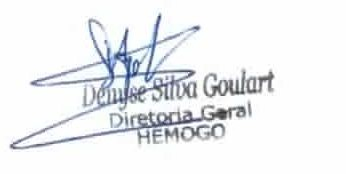 Denyse Silva Goulart
Diretoria Geral
HEMOGO